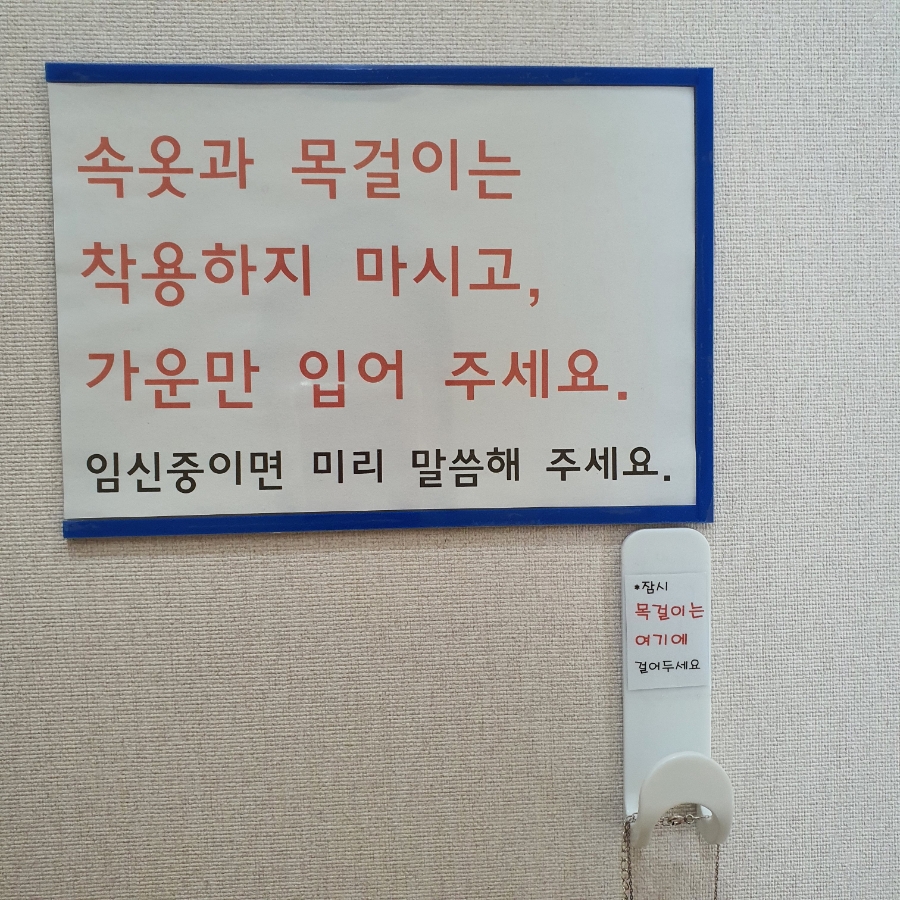 속옷과 목걸이는
착용하지 마시고,
가운만 입어 주세요.
임신중이면 미리 말씀해 주세요.
*잠시
목걸이는
여기에
걸어두세요